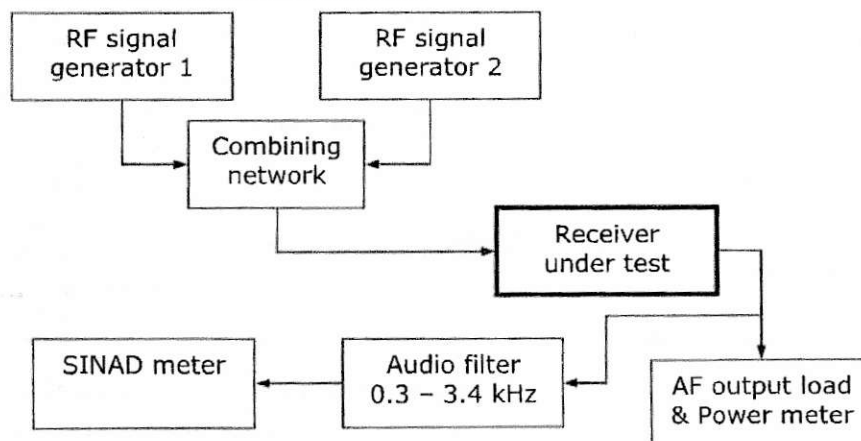 RF signal
generator 1
RF signal
generator 2
Combining
network
Receiver
under test
SINAD meter
Audio filter
0.3 – 3.4 kHz
AF output load
& Power meter